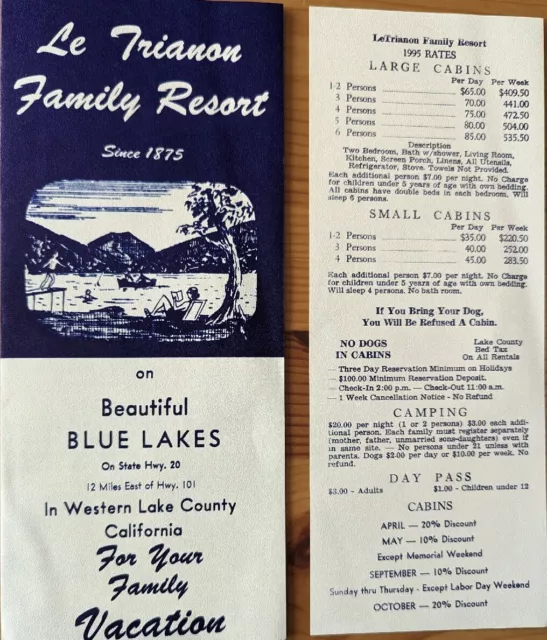 Le Trianon
Family Resort
Since 1875
on
Beautiful
BLUE LAKES
On State Hwy. 20
12 Miles East of Hwy. 101
In Western Lake County
California
For Your
Family
Vacation
LeTrianon Family Resort
1995 RATES
LARGE CABINS
Per Day Per Week
1-2 Persons $65.00 $409.50
3 Persons 70.00 441.00
4 Persons 75.00 472.50
5 Persons 80.00 504.00
6 Persons 85.00 535.50
Description
Two Bedroom, Bath w/shower, Living Room,
Kitchen, Screen Porch, Linens, All Utensils,
Refrigerator, Stove. Towels Not Provided.
Each additional person $7.00 per night. No Charge
for children under 5 years of age with own bedding.
All cabins have double beds in each bedroom, Will
sleep 6 persons.
SMALL CABINS
Per Day Per Week
1-2 Persons $35.00 $220.50
3 Persons 40.00 252.00
4 Persons 45.00 283.50
Each additional person $7.00 per night. No Charge
for children under 5 years of age with own bedding.
Will sleep 4 persons. No bath room.
If You Bring Your Dog,
You Will Be Refused A Cabin.
NO DOGS
IN CABINS
Lake County
Bed Tax
On All Rentals
— Three Day Reservation Minimum on Holidays
— $100.00 Minimum Reservation Deposit.
— Check-In 2:00 p.m. — Check-Out 11:00 a.m.
— 1 Week Cancellation Notice - No Refund
CAMPING
$20.00 per night (1 or 2 persons) $3.00 each addi-
tional person. Each family must register separately
(mother, father, unmarried sons-daughters) even if
in same site. — No persons under 21 unless with
parents. Dogs $2.00 per day or $10.00 per week. No
refund.
DAY PASS
$3.00 - Adults $1.00 - Children under 12
CABINS
APRIL — 20% Discount
MAY — 10% Discount
Except Memorial Weekend
SEPTEMBER — 10% Discount
Sunday thru Thursday - Except Labor Day Weekend
OCTOBER — 20% Discount